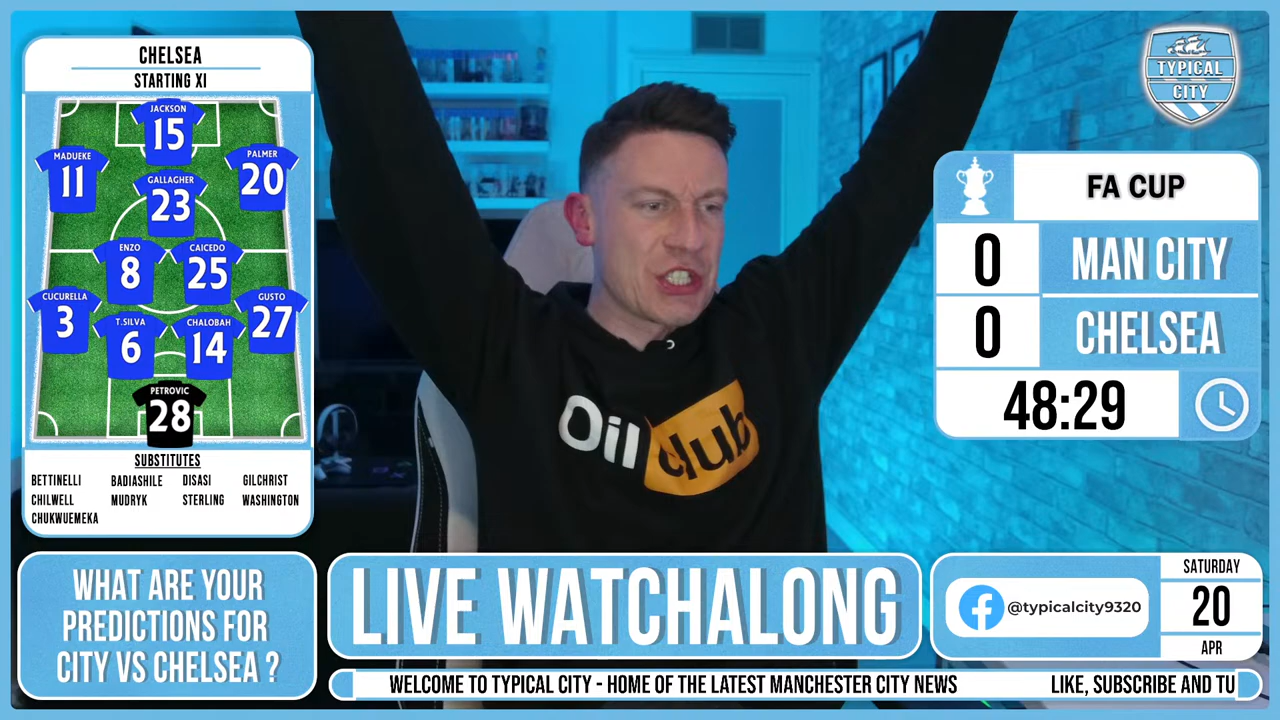 CHELSEA
STARTING XI
JACKSON
15
MADUEKE
11
PALMER
20
GALLAGHER
23
ENZO
8
CAICEDO
25
CUCURELLA
3
GUSTO
27
T.SILVA
6
CHALOBAH
14
PETROVIC
28
SUBSTITUTES
BETTINELLI BADIASHILE DISASI GILCHRIST
CHILWELL MUDRYK STERLING WASHINGTON
CHUKWUEMEKA
WHAT ARE YOUR
PREDICTIONS FOR
CITY VS CHELSEA ?
Oil club
TYPICAL
CITY
FA CUP
0 MAN CITY
0 CHELSEA
48:29
LIVE WATCHALONG
@typicalcity9320
SATURDAY
20
APR
WELCOME TO TYPICAL CITY - HOME OF THE LATEST MANCHESTER CITY NEWS LIKE, SUBSCRIBE AND TU